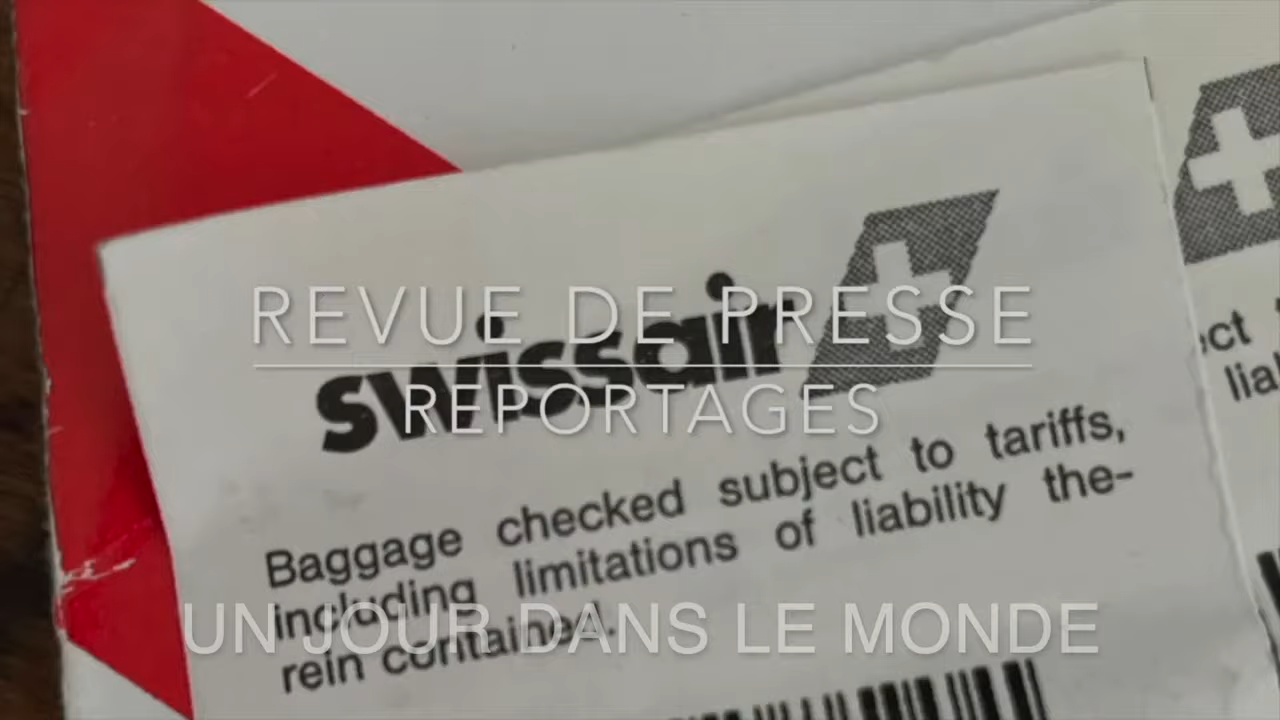 REVUE DE PRESSE
swissair
REPORTAGES
Baggage checked subject to tariffs,
including limitations of liability the-
rein contained.
UN JOUR DANS LE MONDE
ct
lia